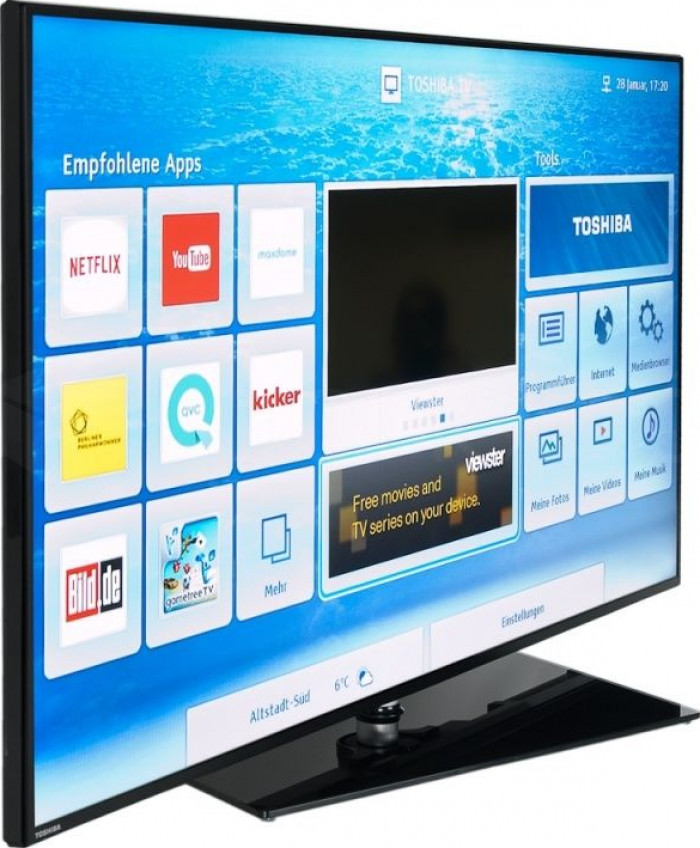 TOSHIBA TV
28 Januar, 17:20
Empfohlene Apps
Tools
NETFLIX
YouTube
maxdome
TOSHIBA
BERLINER
PHILHARMONIKER
QVC
kicker
Viewster
Programmführer
Internet
Medienbrowser
viewster
Free movies and
TV series on your device.
Meine Fotos
Meine Videos
Meine Musik
Bild.de
gametreeTV
Mehr
Altstadt-Süd
6°C
Einstellungen
TOSHIBA